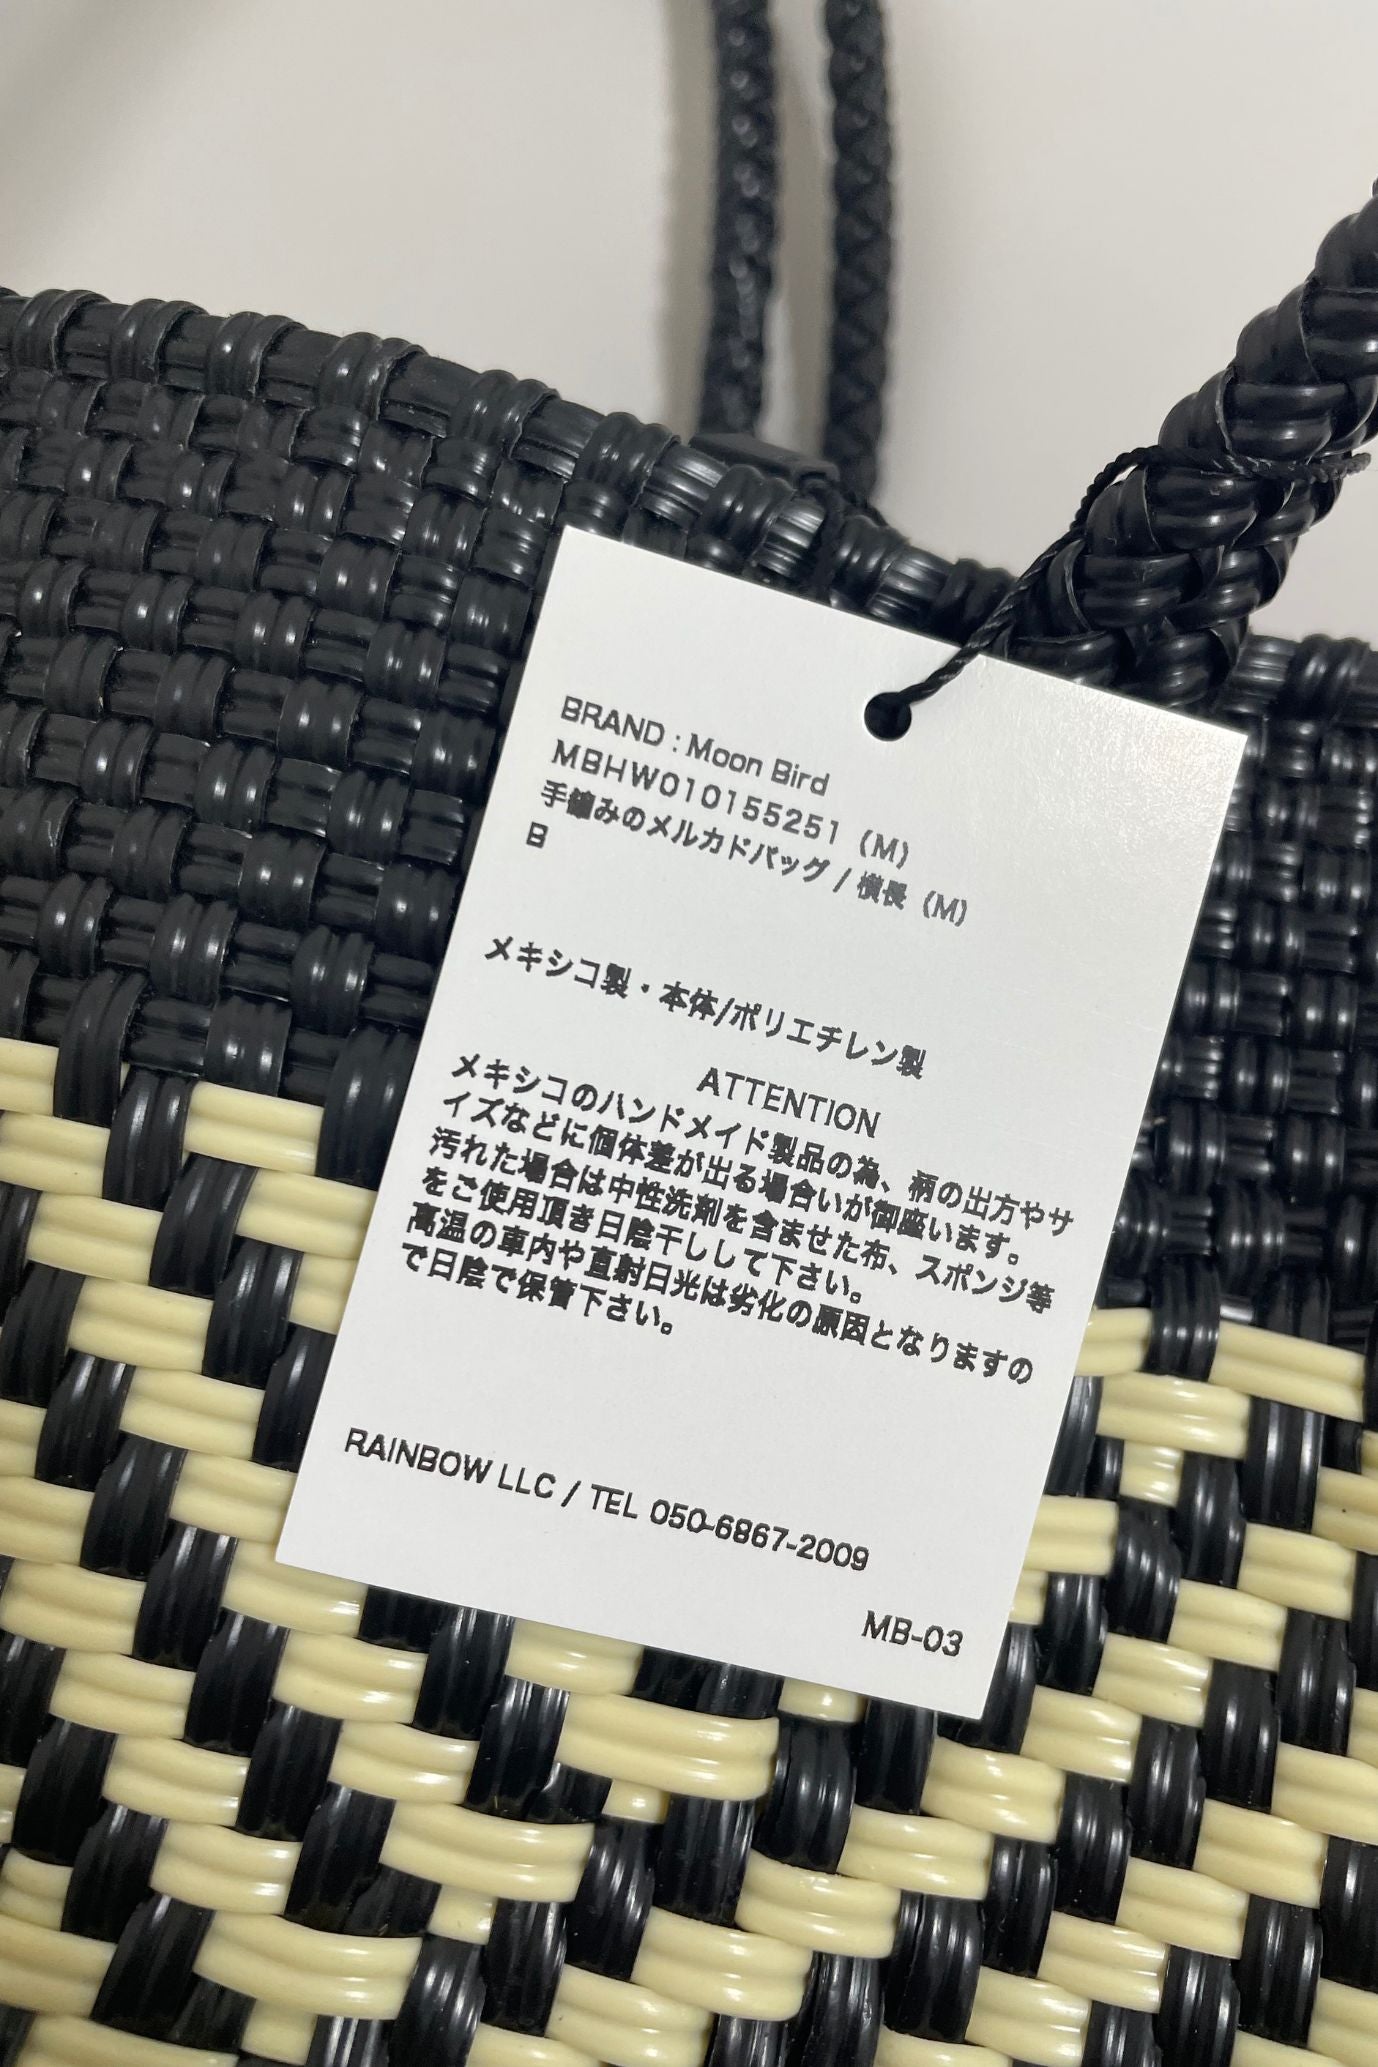 BRAND : Moon Bird
MBHW010155251 (M)
手編みのメルカドバッグ / 横長 (M)
B
メキシコ製・本体/ポリエチレン製
ATTENTION
メキシコのハンドメイド製品の為、柄の出方やサ
イズなどに個体差が出る場合いが御座います。
汚れた場合は中性洗剤を含ませた布、スポンジ等
をご使用頂き日陰干しして下さい。
高温の車内や直射日光は劣化の原因となりますの
で日陰で保管下さい。
RAINBOW LLC / TEL 050-6867-2009
MB-03